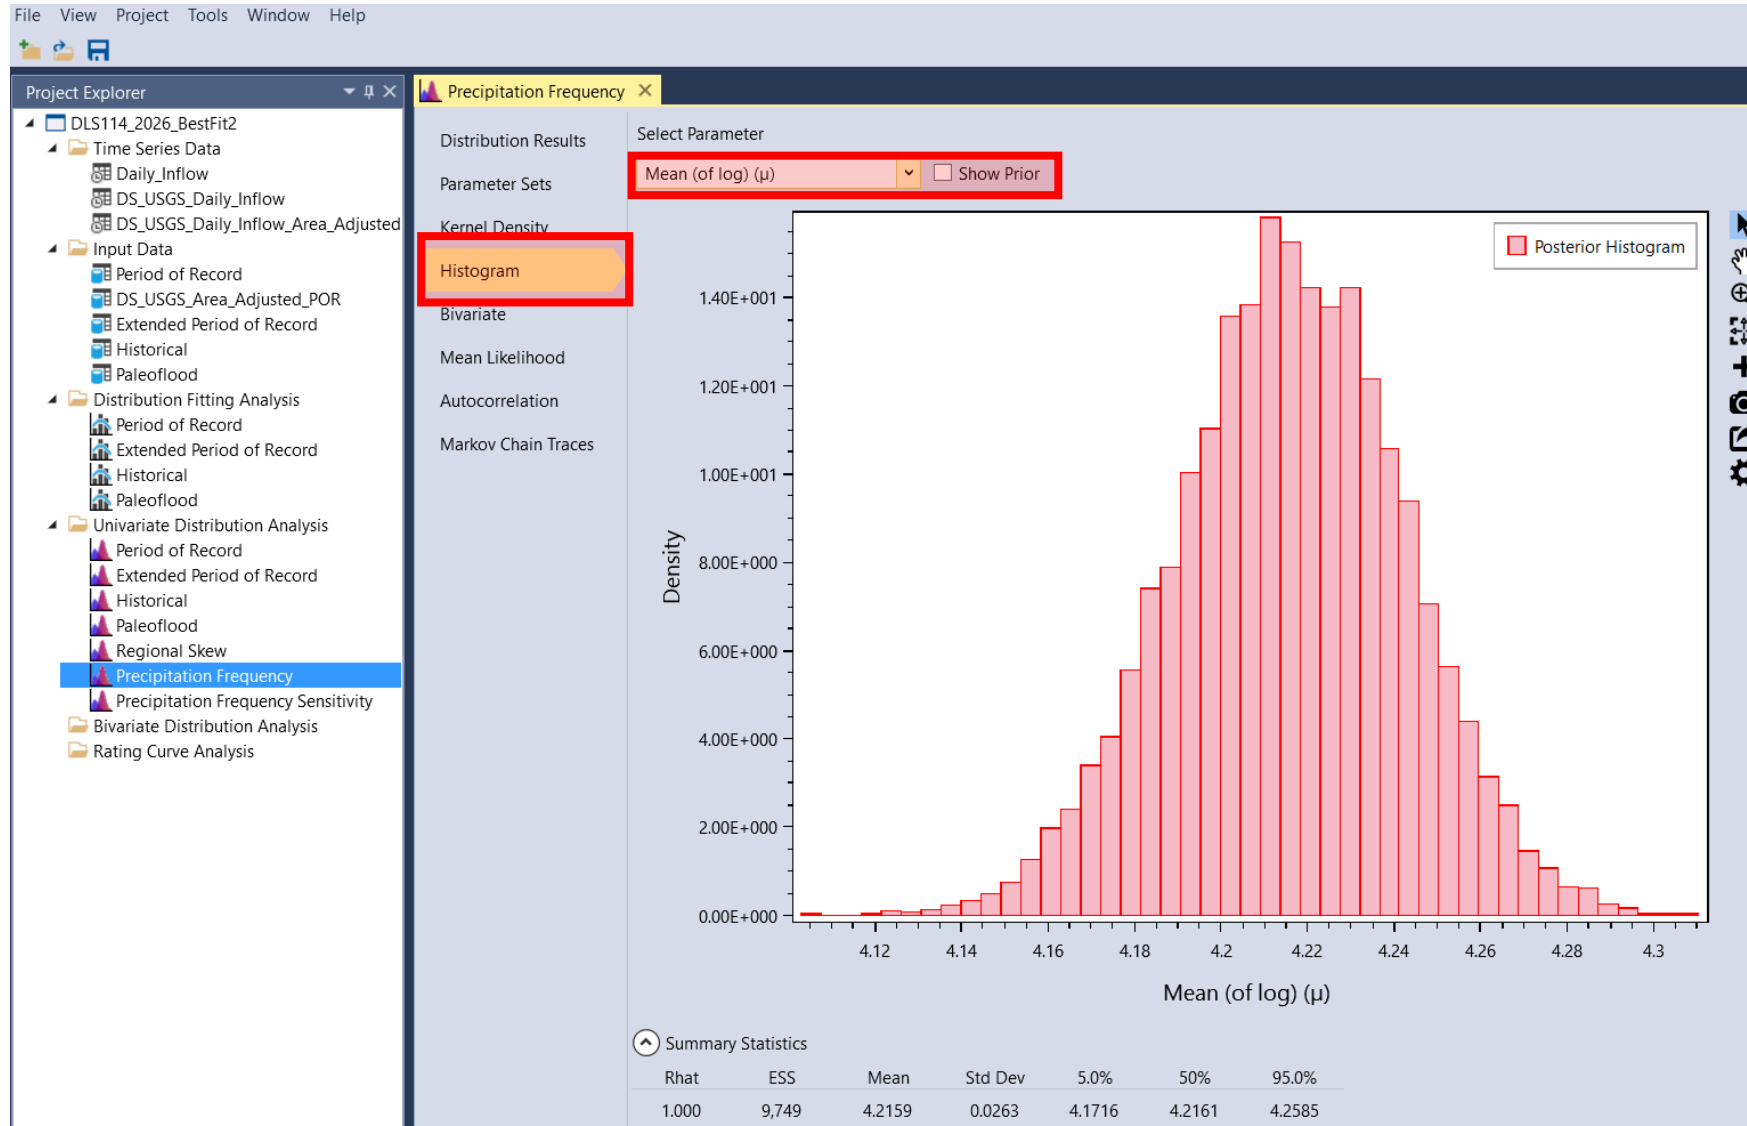 File View Project Tools Window Help
Project Explorer
DLS114_2026_BestFit2
Time Series Data
Daily_Inflow
DS_USGS_Daily_Inflow
DS_USGS_Daily_Inflow_Area_Adjusted
Input Data
Period of Record
DS_USGS_Area_Adjusted_POR
Extended Period of Record
Historical
Paleoflood
Distribution Fitting Analysis
Period of Record
Extended Period of Record
Historical
Paleoflood
Univariate Distribution Analysis
Period of Record
Extended Period of Record
Historical
Paleoflood
Regional Skew
Precipitation Frequency
Precipitation Frequency Sensitivity
Bivariate Distribution Analysis
Rating Curve Analysis
Precipitation Frequency
Distribution Results
Parameter Sets
Kernel Density
Histogram
Bivariate
Mean Likelihood
Autocorrelation
Markov Chain Traces
Select Parameter
Mean (of log) (µ) Show Prior
Posterior Histogram
Density
1.40E+001
1.20E+001
1.00E+001
8.00E+000
6.00E+000
4.00E+000
2.00E+000
0.00E+000
4.12 4.14 4.16 4.18 4.2 4.22 4.24 4.26 4.28 4.3
Mean (of log) (µ)
Summary Statistics
Rhat ESS Mean Std Dev 5.0% 50% 95.0%
1.000 9,749 4.2159 0.0263 4.1716 4.2161 4.2585